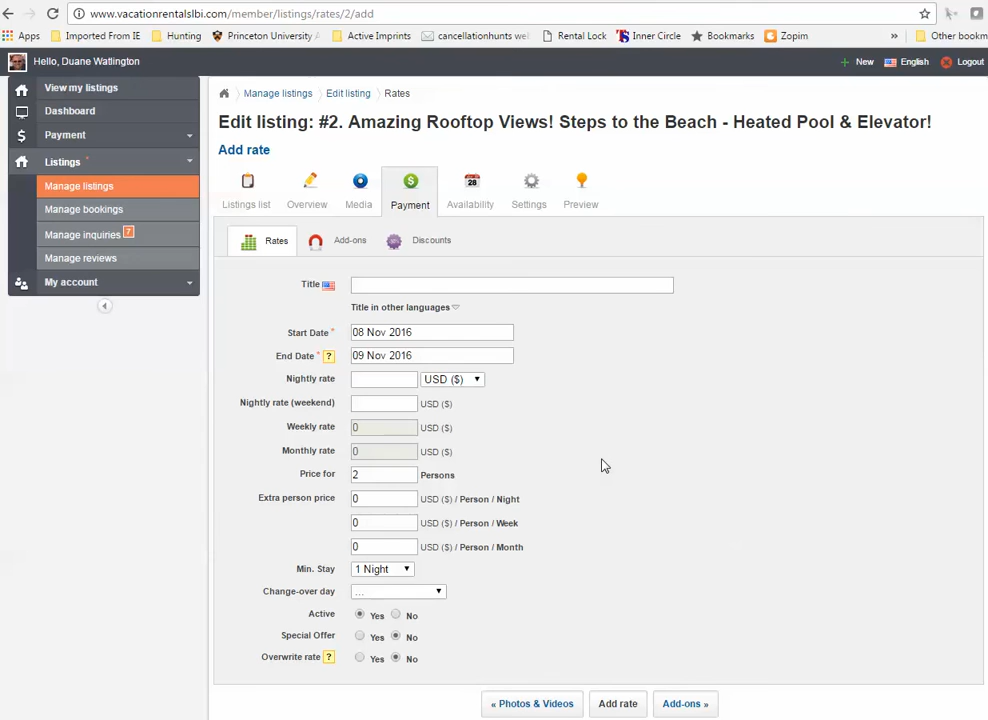 www.vacationrentalslbi.com/member/listings/rates/2/add
Apps Imported From IE Hunting Princeton University Active Imprints cancellationhunts web Rental Lock Inner Circle Bookmarks Zopim » Other bookm
Hello, Duane Watlington + New English Logout
View my listings
Dashboard
Payment
Listings *
Manage listings
Manage bookings
Manage inquiries 7
Manage reviews
My account
Manage listings Edit listing Rates
Edit listing: #2. Amazing Rooftop Views! Steps to the Beach - Heated Pool & Elevator!
Add rate
Listings list Overview Media Payment Availability Settings Preview
Rates Add-ons Discounts
Title
Title in other languages
Start Date * 08 Nov 2016
End Date * ? 09 Nov 2016
Nightly rate USD ($)
Nightly rate (weekend) USD ($)
Weekly rate 0 USD ($)
Monthly rate 0 USD ($)
Price for 2 Persons
Extra person price 0 USD ($) / Person / Night
0 USD ($) / Person / Week
0 USD ($) / Person / Month
Min. Stay 1 Night
Change-over day ...
Active Yes No
Special Offer Yes No
Overwrite rate ? Yes No
« Photos & Videos Add rate Add-ons »